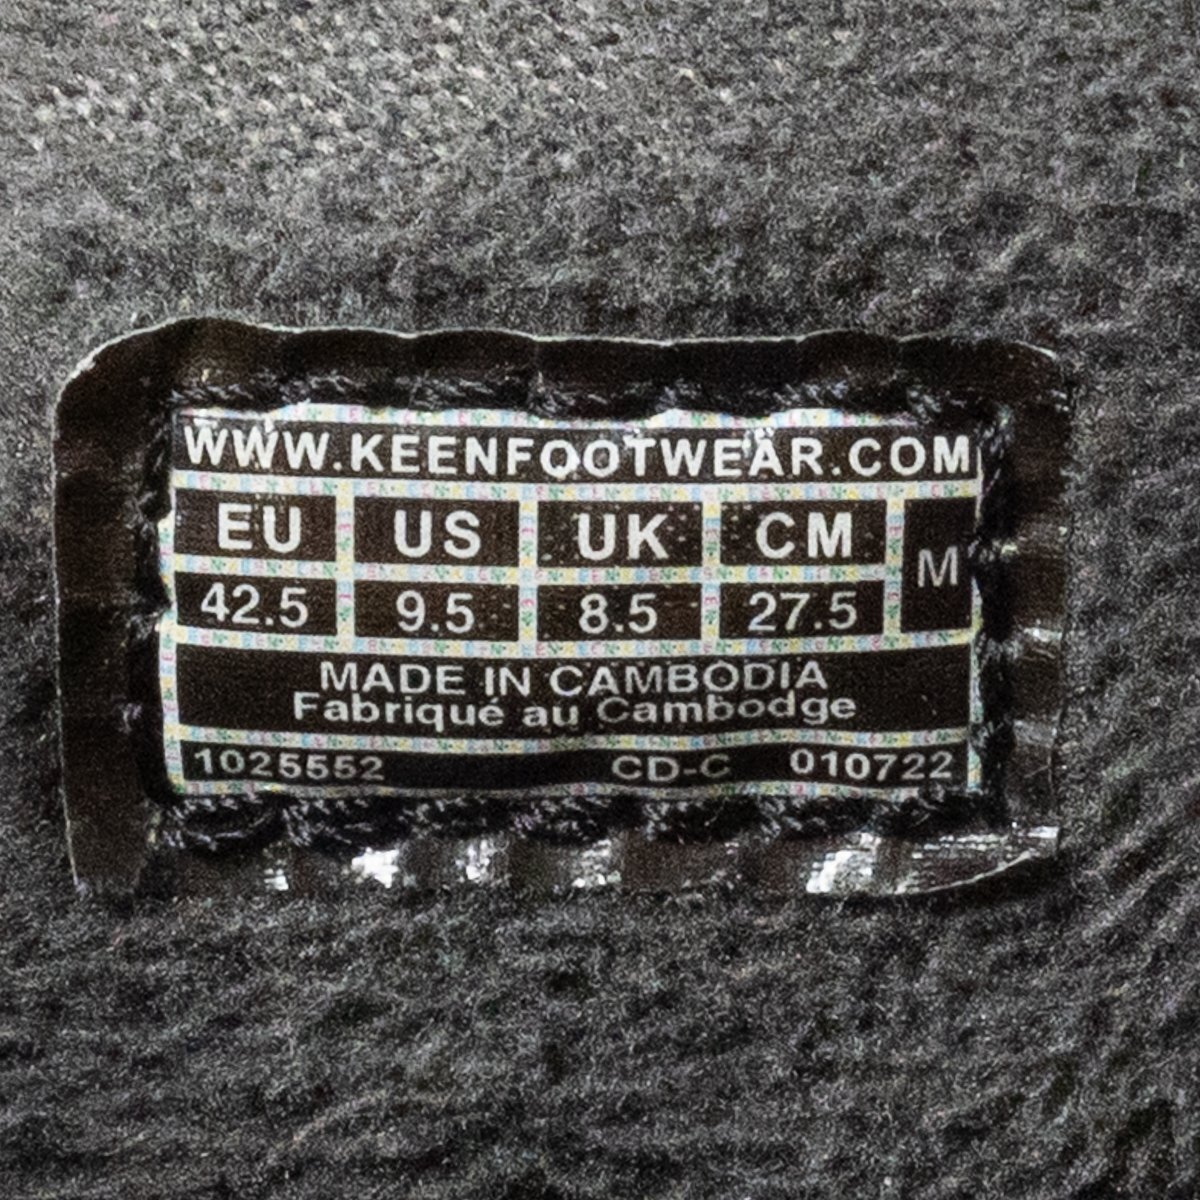 WWW.KEENFOOTWEAR.COM
EU US UK CM M
42.5 9.5 8.5 27.5
MADE IN CAMBODIA
Fabriqué au Cambodge
1025552 CD-C 010722